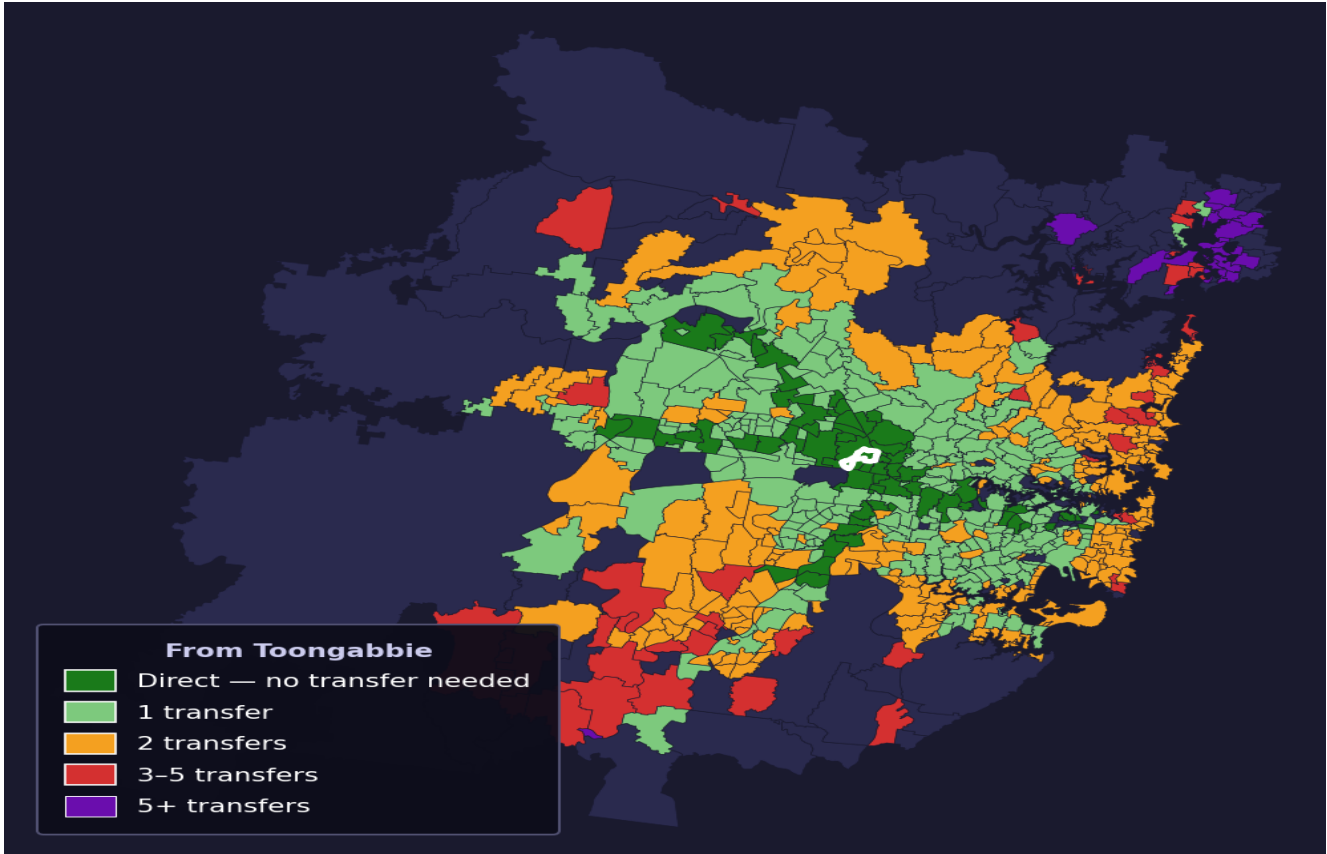 From Toongabbie
Direct — no transfer needed
1 transfer
2 transfers
3–5 transfers
5+ transfers